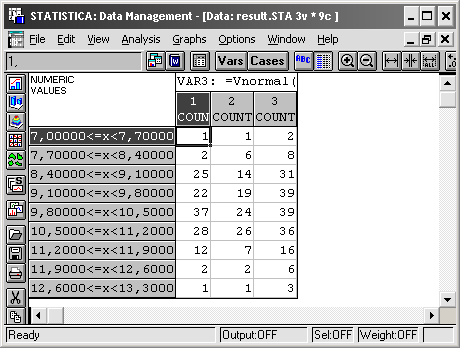 STATISTICA: Data Management - [Data: resutt.STA 3v * 9c ]
File Edit View Analysis Graphs Options Window Help
1,
Vars Cases ABC
NUMERIC
VALUES
VAR3: =Vnormal(
1 2 3
COUN COUNT COUNT
7,00000<=x<7,70000 1 1 2
7,70000<=x<8,40000 2 6 8
8,40000<=x<9,10000 25 14 31
9,10000<=x<9,80000 22 19 39
9,80000<=x<10,5000 37 24 39
10,5000<=x<11,2000 28 26 36
11,2000<=x<11,9000 12 7 16
11,9000<=x<12,6000 2 2 6
12,6000<=x<13,3000 1 1 3
Ready Output:OFF Sel:OFF Weight:OFF